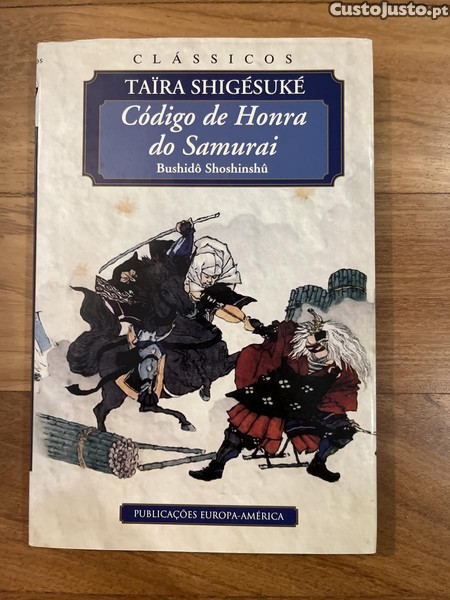 CustoJusto.pt
CLÁSSICOS
TAÏRA SHIGÉSUKÉ
Código de Honra
do Samurai
Bushidô Shoshinshû
PUBLICAÇÕES EUROPA-AMÉRICA